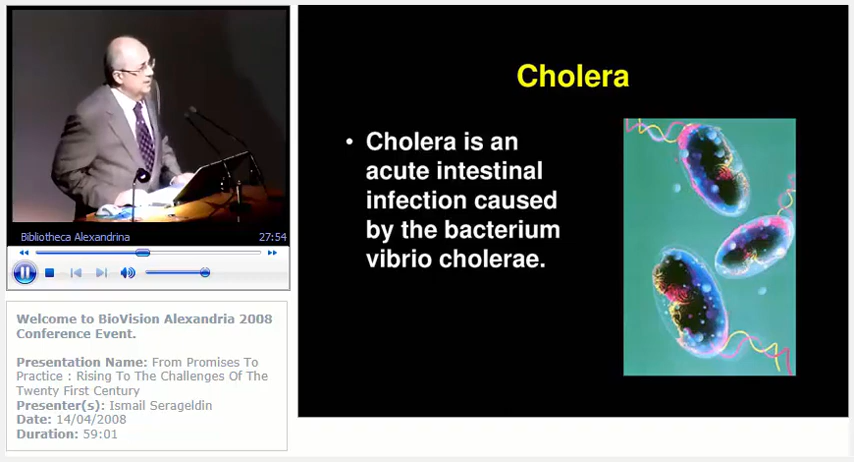 Bibliotheca Alexandrina 27:54
Welcome to BioVision Alexandria 2008
Conference Event.
Presentation Name: From Promises To
Practice : Rising To The Challenges Of The
Twenty First Century
Presenter(s): Ismail Serageldin
Date: 14/04/2008
Duration: 59:01
Cholera
• Cholera is an
acute intestinal
infection caused
by the bacterium
vibrio cholerae.